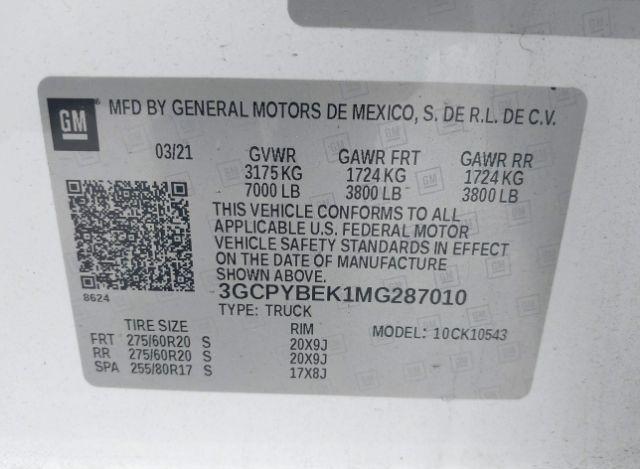 GM ® MFD BY GENERAL MOTORS DE MEXICO, S. DE R.L. DE C.V.
03/21 GVWR GAWR FRT GAWR RR
3175 KG 1724 KG 1724 KG
7000 LB 3800 LB 3800 LB
THIS VEHICLE CONFORMS TO ALL
APPLICABLE U.S. FEDERAL MOTOR
VEHICLE SAFETY STANDARDS IN EFFECT
ON THE DATE OF MANUFACTURE
SHOWN ABOVE.
8624 3GCPYBEK1MG287010
TYPE: TRUCK
TIRE SIZE RIM MODEL: 10CK10543
FRT 275/60R20 S 20X9J
RR 275/60R20 S 20X9J
SPA 255/80R17 S 17X8J